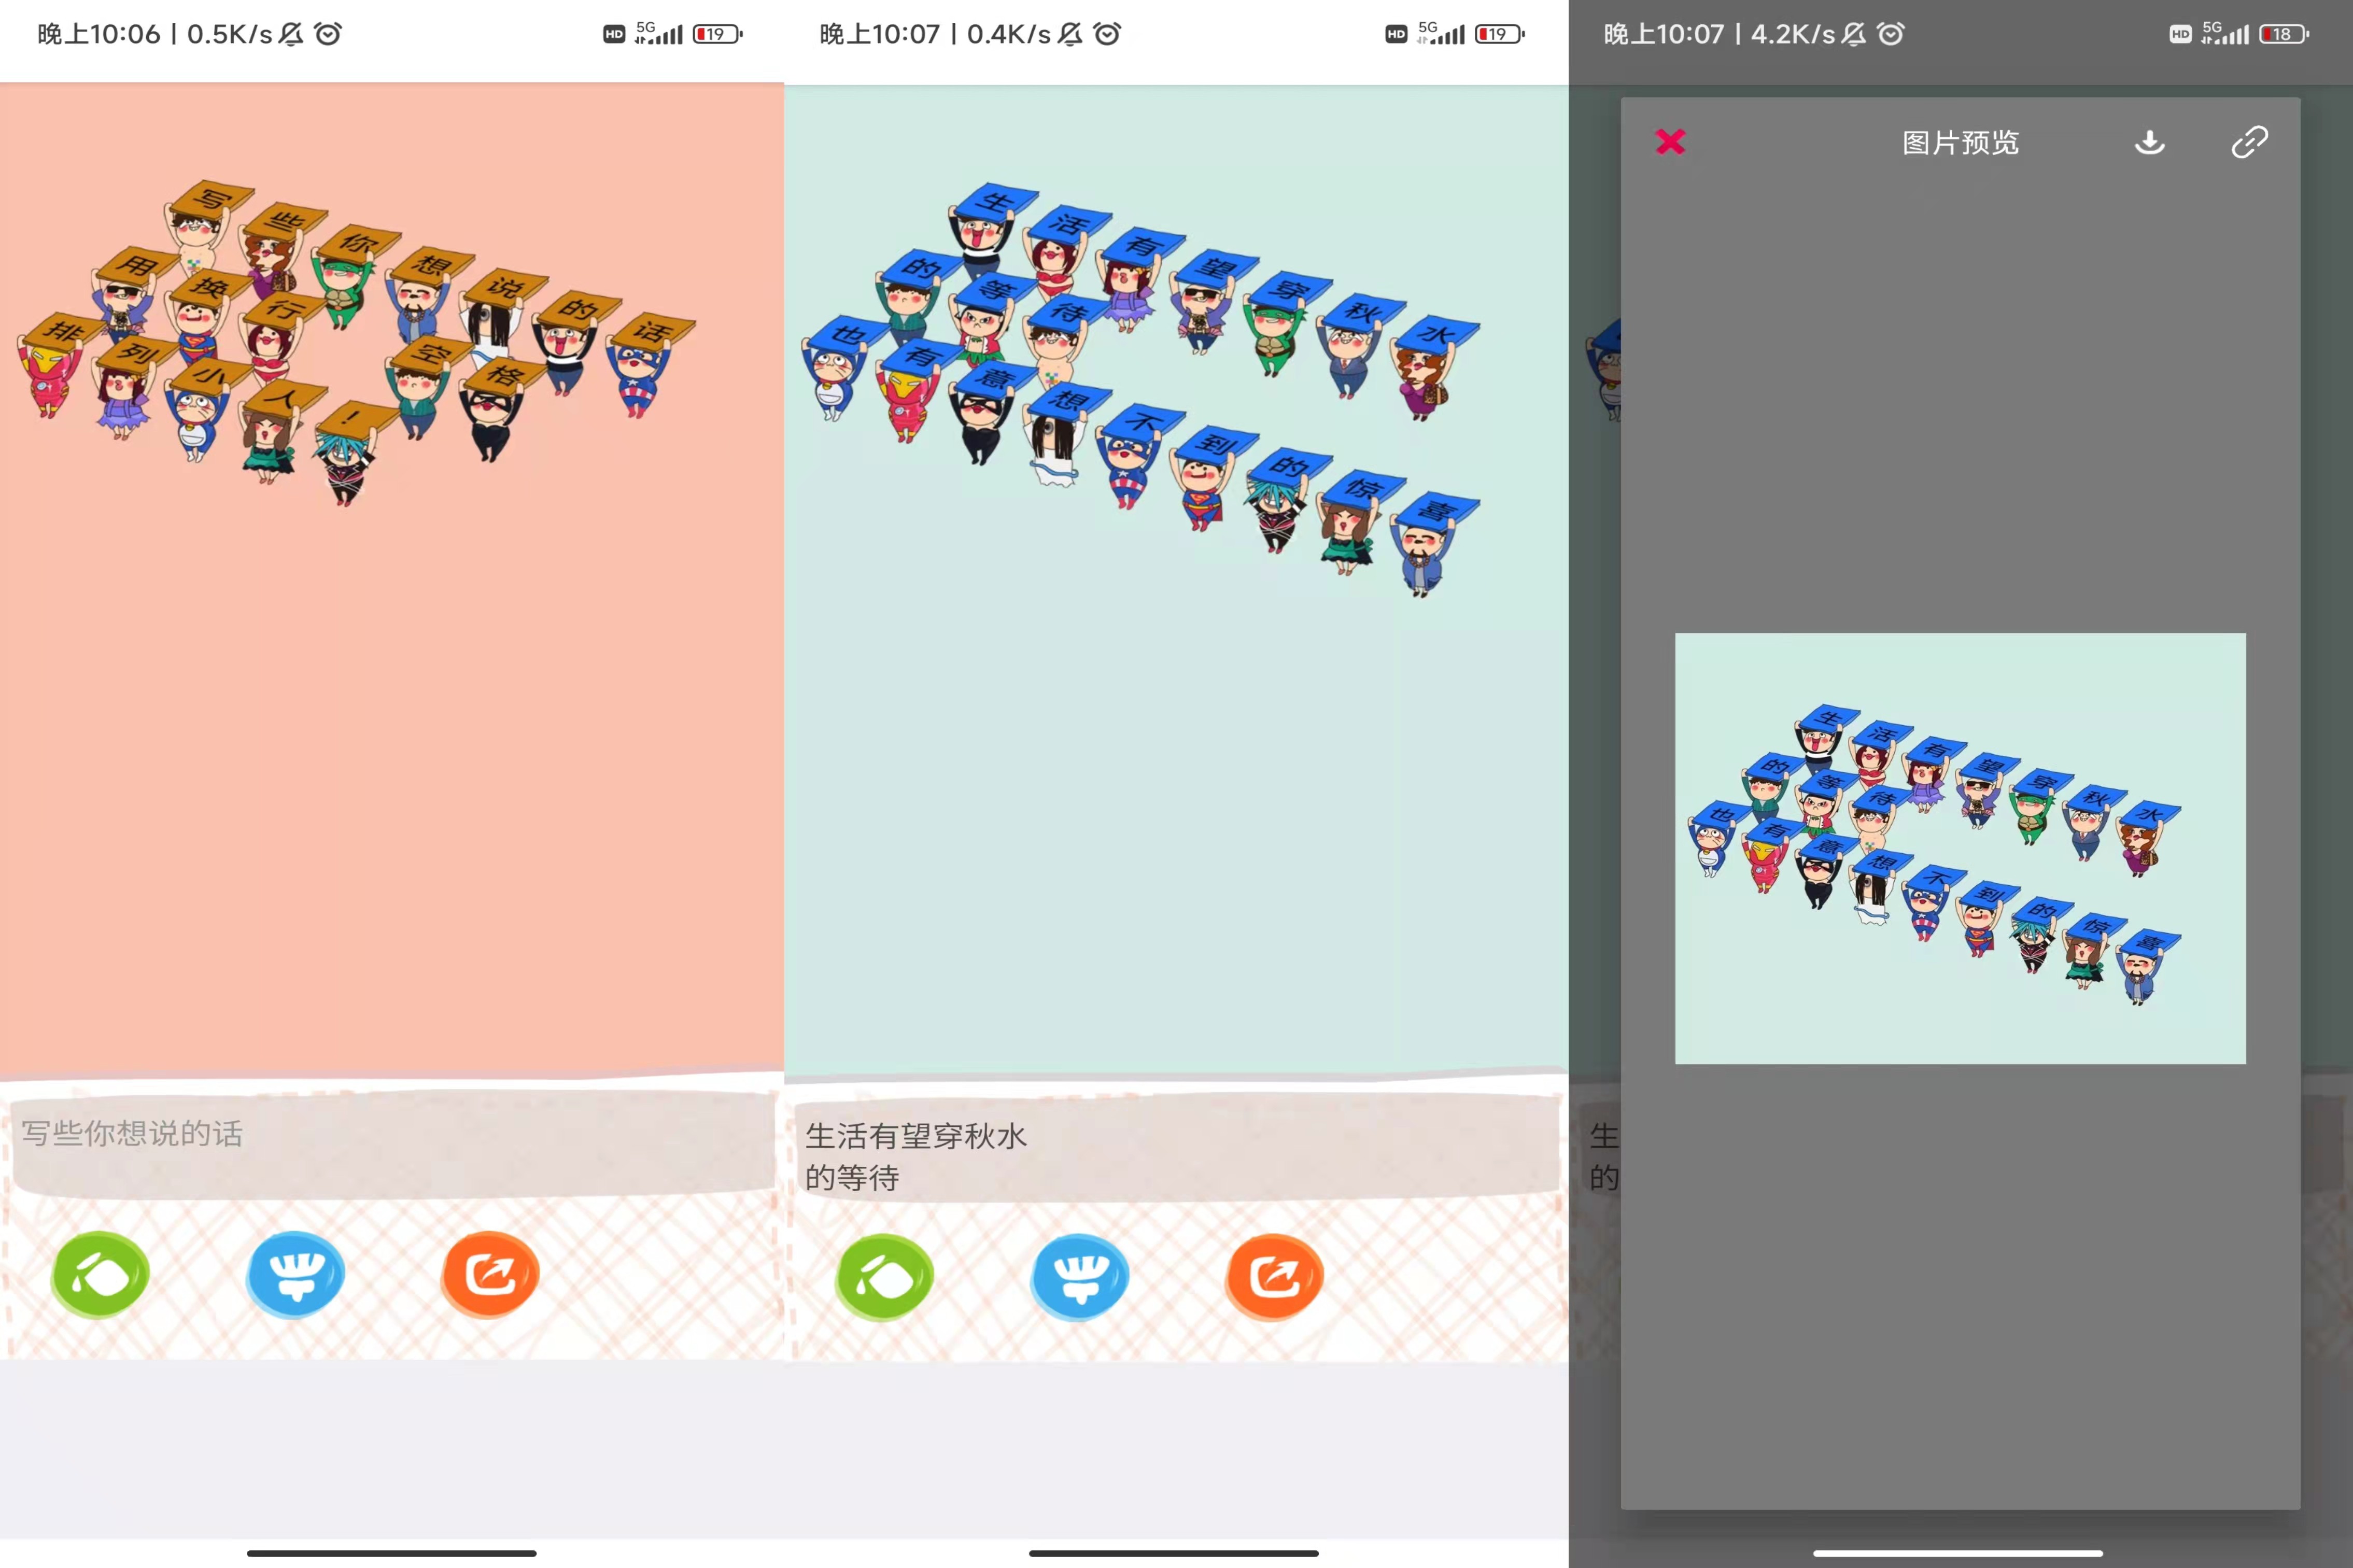 晚上10:06 | 0.5K/s
HD 5G 19
写些你想说的话
用换行 空格
排列小人！
写些你想说的话
晚上10:07 | 0.4K/s
HD 5G 19
生活有望穿秋水
的等待
也有意想不到的惊喜
生活有望穿秋水
的等待
晚上10:07 | 4.2K/s
HD 5G 18
图片预览
生活有望穿秋水
的等待
也有意想不到的惊喜
生
的